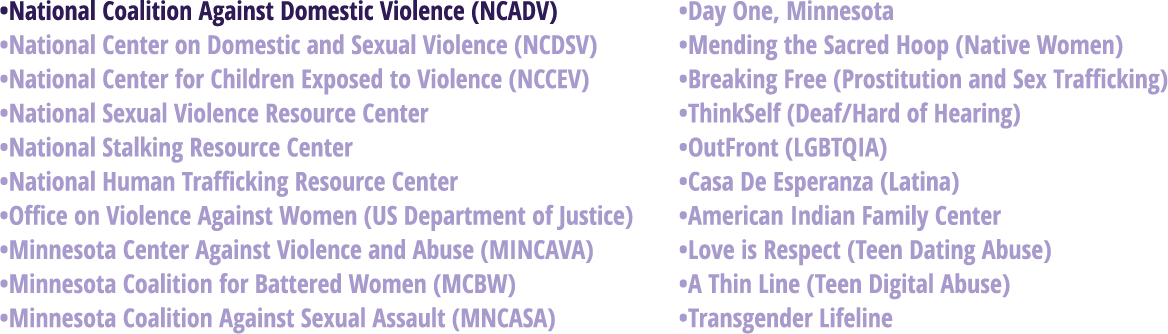 •National Coalition Against Domestic Violence (NCADV)
•National Center on Domestic and Sexual Violence (NCDSV)
•National Center for Children Exposed to Violence (NCCEV)
•National Sexual Violence Resource Center
•National Stalking Resource Center
•National Human Trafficking Resource Center
•Office on Violence Against Women (US Department of Justice)
•Minnesota Center Against Violence and Abuse (MINCAVA)
•Minnesota Coalition for Battered Women (MCBW)
•Minnesota Coalition Against Sexual Assault (MNCASA)
•Day One, Minnesota
•Mending the Sacred Hoop (Native Women)
•Breaking Free (Prostitution and Sex Trafficking)
•ThinkSelf (Deaf/Hard of Hearing)
•OutFront (LGBTQIA)
•Casa De Esperanza (Latina)
•American Indian Family Center
•Love is Respect (Teen Dating Abuse)
•A Thin Line (Teen Digital Abuse)
•Transgender Lifeline